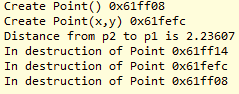 Create Point() 0x61ff08
Create Point(x,y) 0x61fefc
Distance from p2 to p1 is 2.23607
In destruction of Point 0x61ff14
In destruction of Point 0x61fefc
In destruction of Point 0x61ff08